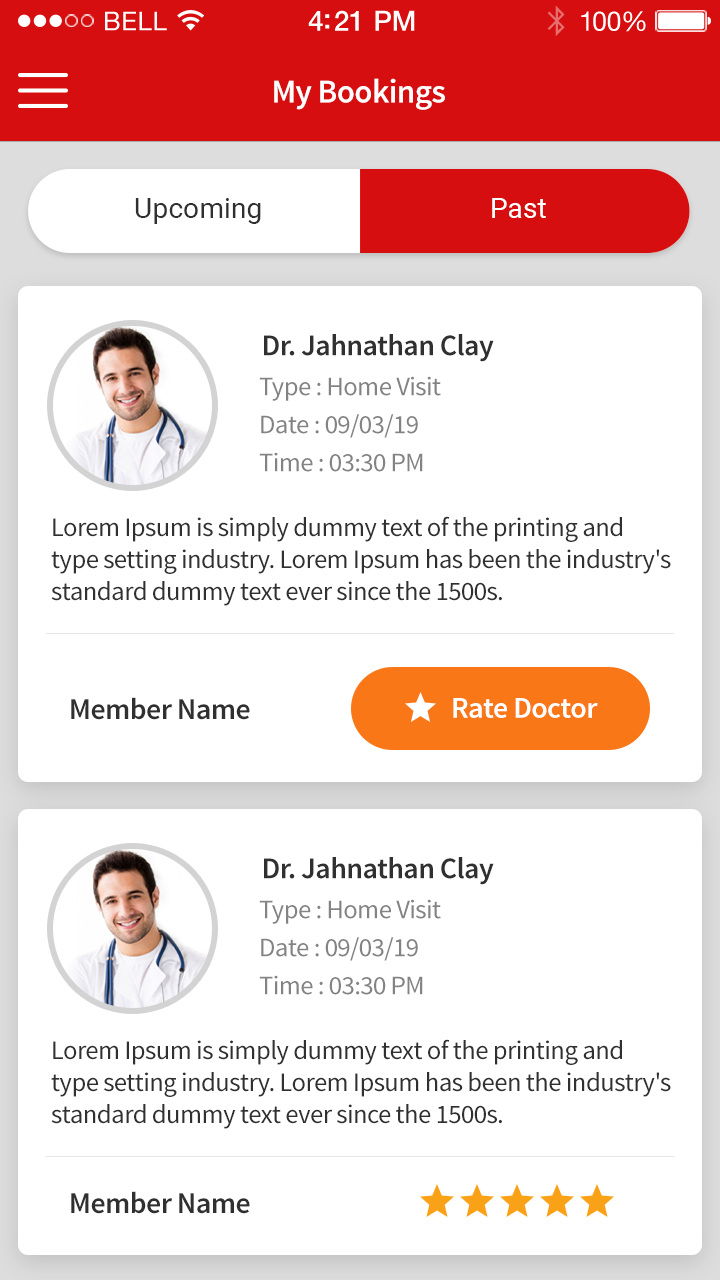 BELL 4:21 PM 100%
My Bookings
Upcoming Past
Dr. Jahnathan Clay
Type : Home Visit
Date : 09/03/19
Time : 03:30 PM
Lorem Ipsum is simply dummy text of the printing and
type setting industry. Lorem Ipsum has been the industry's
standard dummy text ever since the 1500s.
Member Name Rate Doctor
Dr. Jahnathan Clay
Type : Home Visit
Date : 09/03/19
Time : 03:30 PM
Lorem Ipsum is simply dummy text of the printing and
type setting industry. Lorem Ipsum has been the industry's
standard dummy text ever since the 1500s.
Member Name